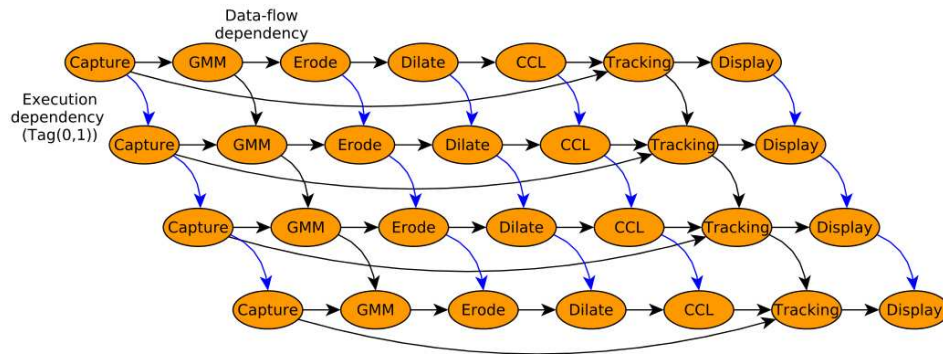 Data-flow
dependency
Capture GMM Erode Dilate CCL Tracking Display
Execution
dependency
(Tag(0,1))
Capture GMM Erode Dilate CCL Tracking Display
Capture GMM Erode Dilate CCL Tracking Display
Capture GMM Erode Dilate CCL Tracking Display